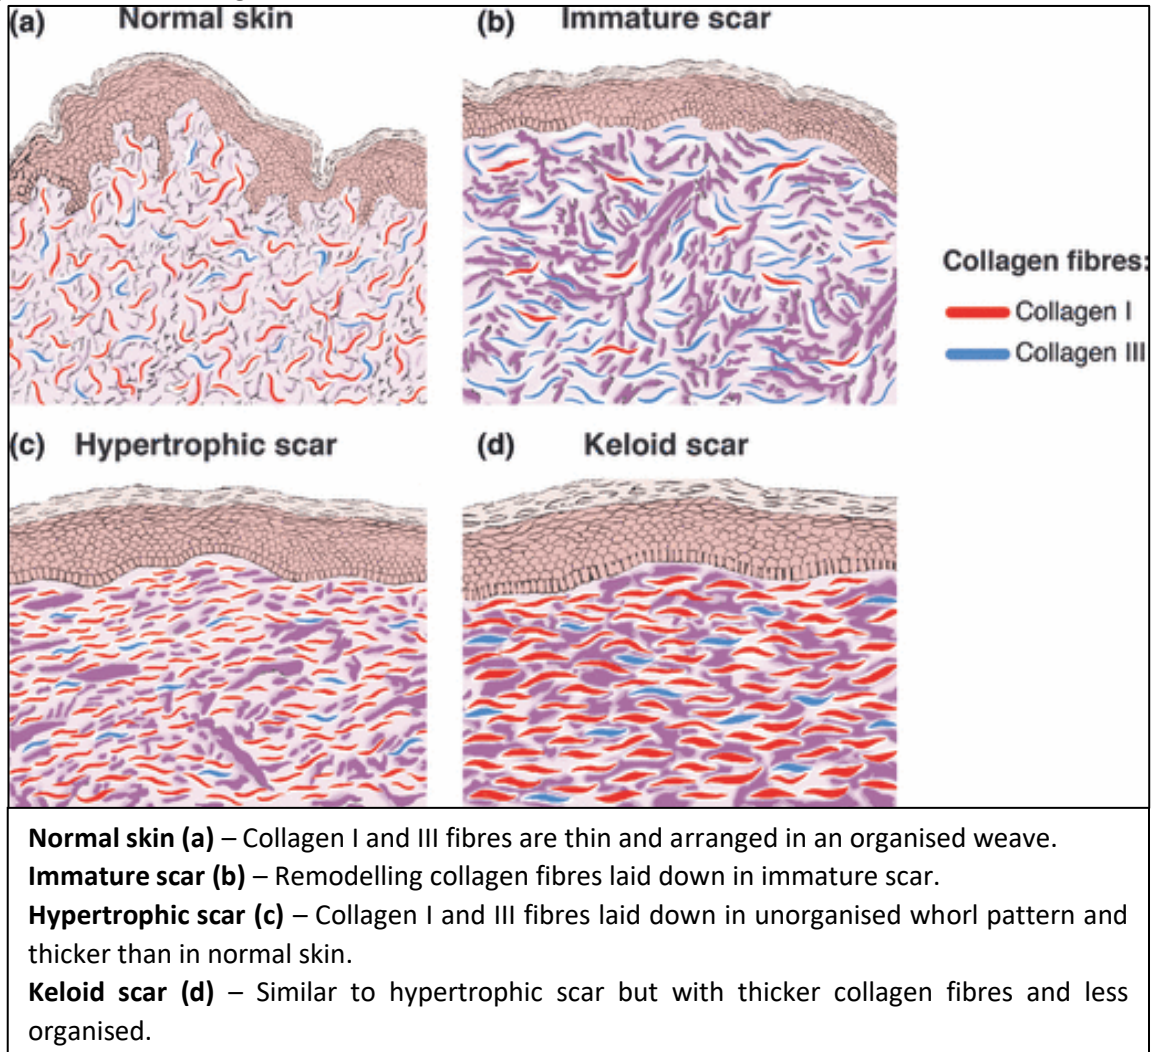 (a) Normal skin
(b) Immature scar
Collagen fibres:
Collagen I
Collagen III
(c) Hypertrophic scar
(d) Keloid scar
Normal skin (a) – Collagen I and III fibres are thin and arranged in an organised weave.
Immature scar (b) – Remodelling collagen fibres laid down in immature scar.
Hypertrophic scar (c) – Collagen I and III fibres laid down in unorganised whorl pattern and
thicker than in normal skin.
Keloid scar (d) – Similar to hypertrophic scar but with thicker collagen fibres and less
organised.